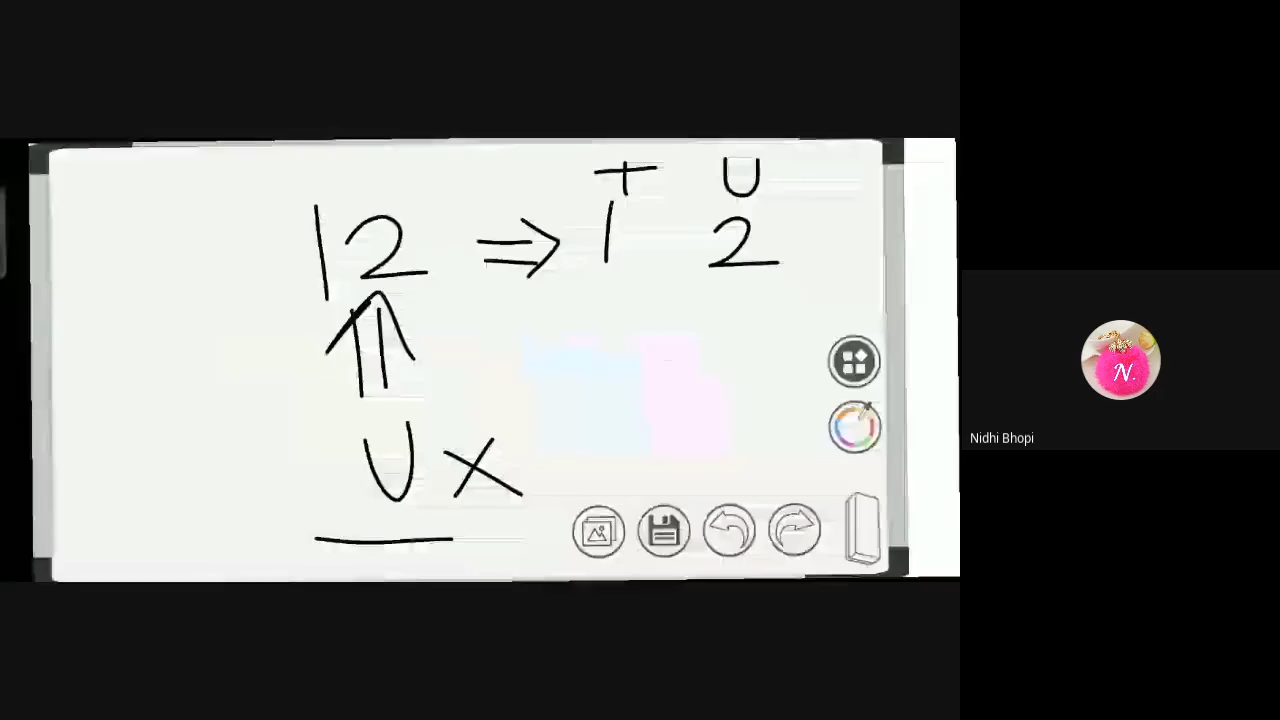 T U
12 ⇒ 1 2
⇑
U ×
N.
Nidhi Bhopi